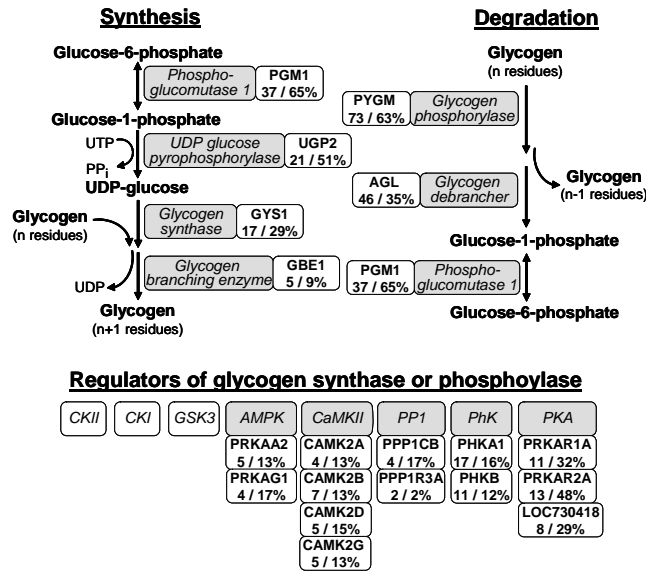 Synthesis
Glucose-6-phosphate
Phospho-
glucomutase 1
PGM1
37 / 65%
Glucose-1-phosphate
UTP
PPi
UDP glucose
pyrophosphorylase
UGP2
21 / 51%
UDP-glucose
Glycogen
(n residues)
Glycogen
synthase
GYS1
17 / 29%
UDP
Glycogen
branching enzyme
GBE1
5 / 9%
Glycogen
(n+1 residues)
Degradation
Glycogen
(n residues)
PYGM
73 / 63%
Glycogen
phosphorylase
Glycogen
(n-1 residues)
AGL
46 / 35%
Glycogen
debrancher
Glucose-1-phosphate
PGM1
37 / 65%
Phospho-
glucomutase 1
Glucose-6-phosphate
Regulators of glycogen synthase or phosphoylase
CKII CKI GSK3 AMPK CaMKII PP1 PhK PKA
PRKAA2 CAMK2A PPP1CB PHKA1 PRKAR1A
5 / 13% 4 / 13% 4 / 17% 17 / 16% 11 / 32%
PRKAG1 CAMK2B PPP1R3A PHKB PRKAR2A
4 / 17% 7 / 13% 2 / 2% 11 / 12% 13 / 48%
CAMK2D LOC730418
5 / 15% 8 / 29%
CAMK2G
5 / 13%